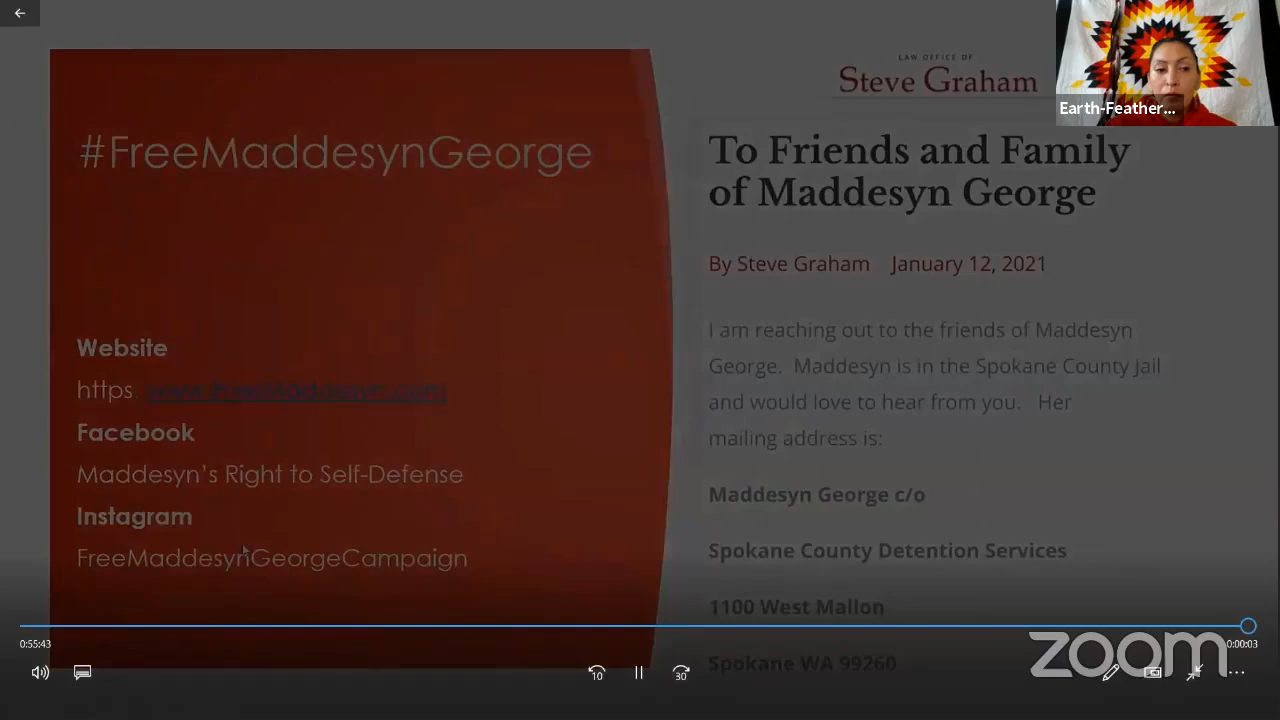 #FreeMaddesynGeorge
Website
https. www.FreeMaddesyn.com
Facebook
Maddesyn’s Right to Self-Defense
Instagram
FreeMaddesynGeorgeCampaign
LAW OFFICE OF
Steve Graham
To Friends and Family
of Maddesyn George
By Steve Graham January 12, 2021
I am reaching out to the friends of Maddesyn
George. Maddesyn is in the Spokane County Jail
and would love to hear from you. Her
mailing address is:
Maddesyn George c/o
Spokane County Detention Services
1100 West Mallon
Spokane WA 99260
Earth-Feather...
0:55:43
0:00:03
10
30
zoom